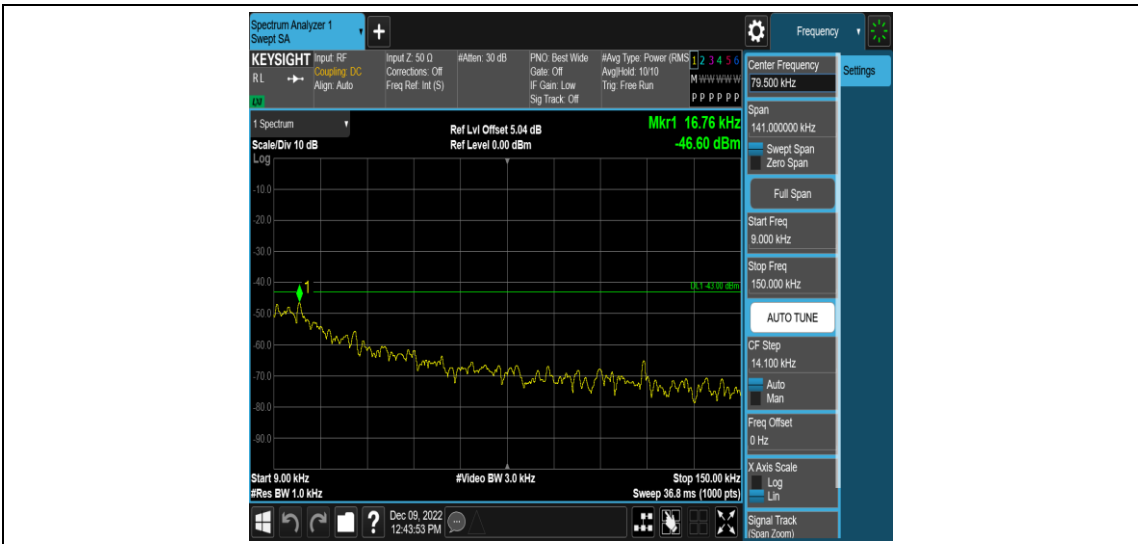 Spectrum Analyzer 1
Swept SA
+
Frequency
KEYSIGHT
RL
LXI
Input: RF
Coupling: DC
Align: Auto
Input Z: 50 Ω
Corrections: Off
Freq Ref: Int (S)
#Atten: 30 dB
PNO: Best Wide
Gate: Off
IF Gain: Low
Sig Track: Off
#Avg Type: Power (RMS
Avg|Hold: 10/10
Trig: Free Run
1 2 3 4 5 6
M W W W W W
P P P P P P
1 Spectrum
Scale/Div 10 dB
Ref Lvl Offset 5.04 dB
Ref Level 0.00 dBm
Mkr1 16.76 kHz
-46.60 dBm
Log
-10.0
-20.0
-30.0
-40.0
-50.0
-60.0
-70.0
-80.0
-90.0
1
DL1 -43.00 dBm
Start 9.00 kHz
#Res BW 1.0 kHz
#Video BW 3.0 kHz
Stop 150.00 kHz
Sweep 36.8 ms (1000 pts)
?
Dec 09, 2022
12:43:53 PM
Center Frequency
79.500 kHz
Settings
Span
141.000000 kHz
Swept Span
Zero Span
Full Span
Start Freq
9.000 kHz
Stop Freq
150.000 kHz
AUTO TUNE
CF Step
14.100 kHz
Auto
Man
Freq Offset
0 Hz
X Axis Scale
Log
Lin
Signal Track
(Span Zoom)